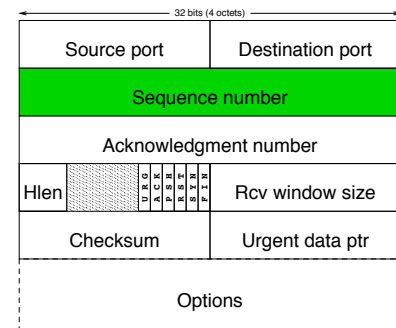 32 bits (4 octets)
Source port Destination port
Sequence number
Acknowledgment number
Hlen URG ACK PSH RST SYN FIN Rcv window size
Checksum Urgent data ptr
Options